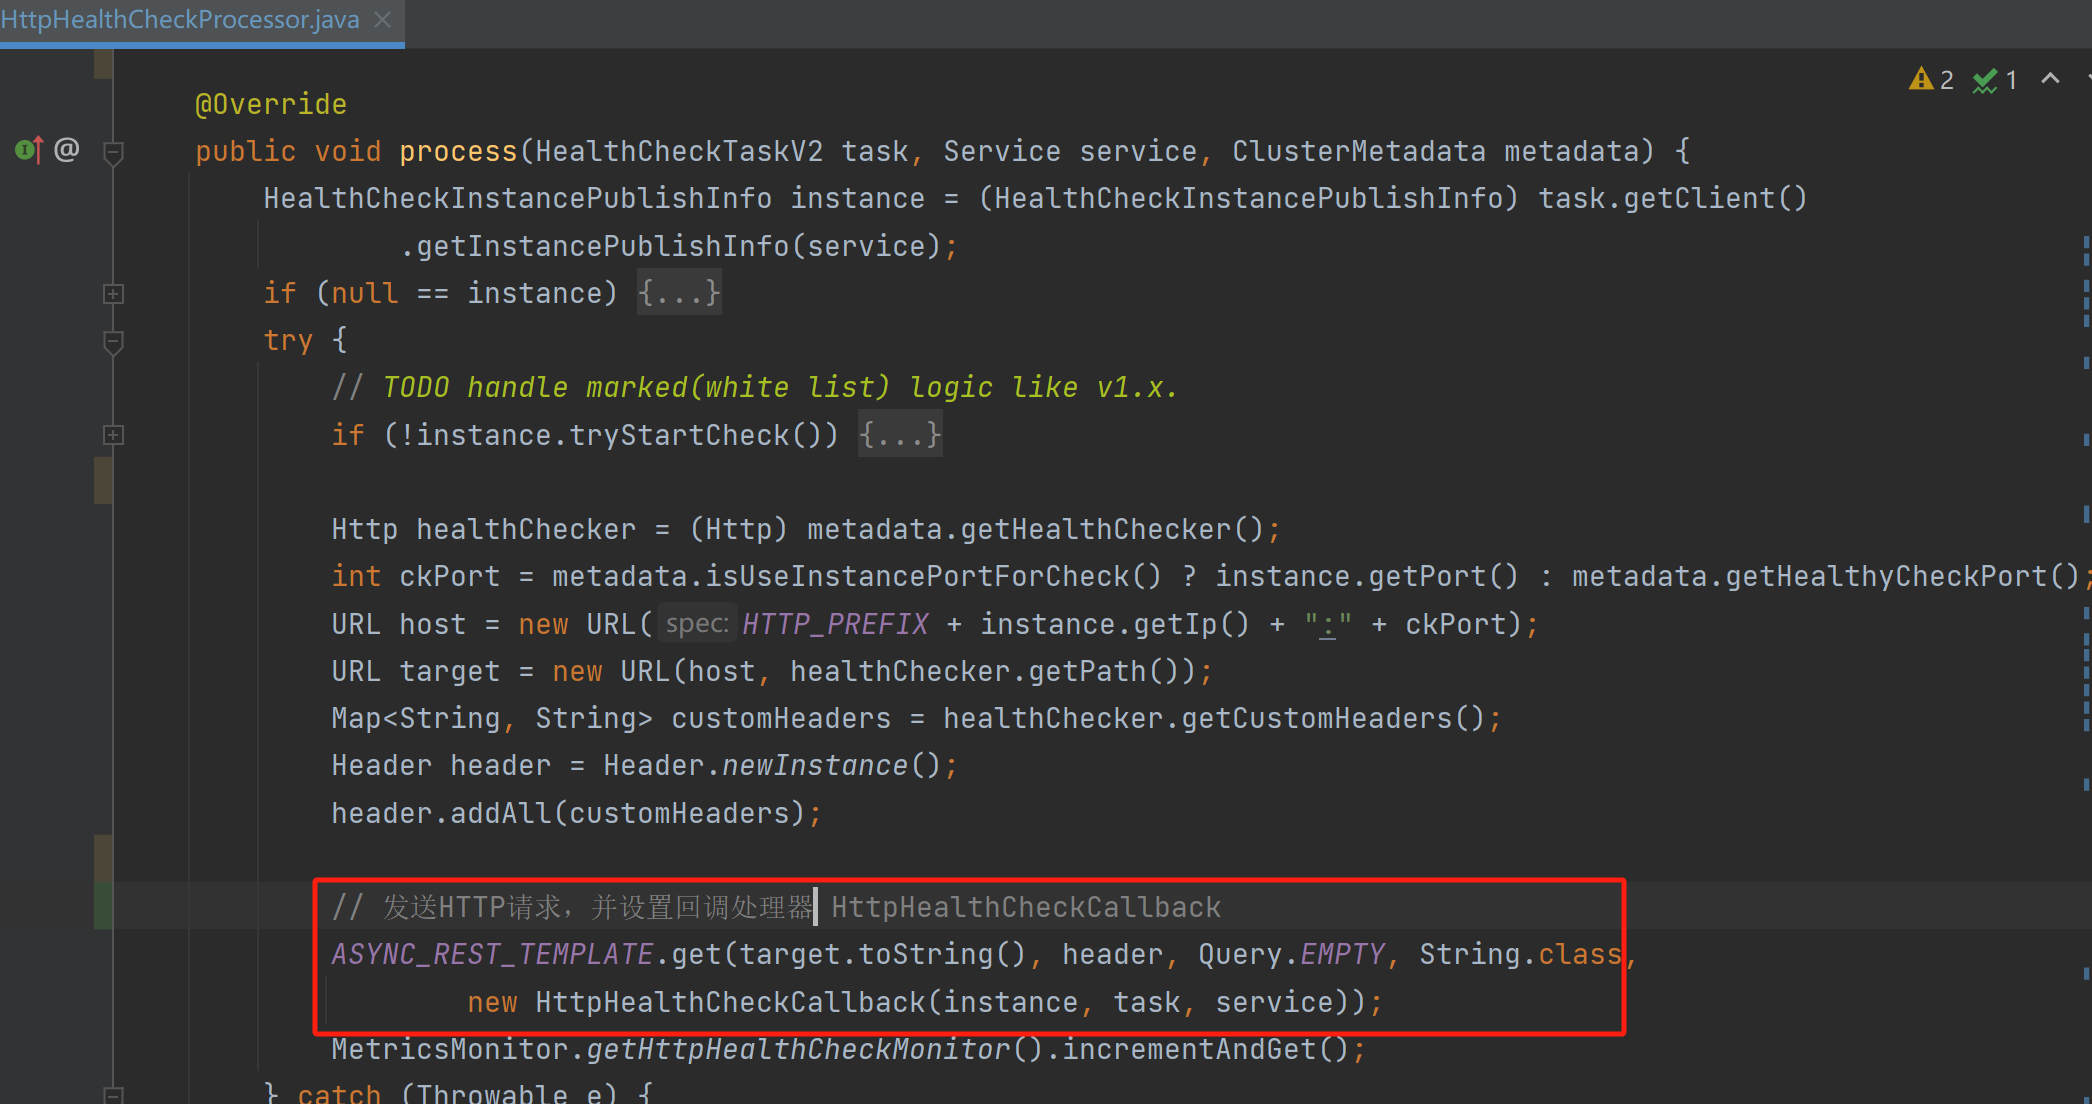 HttpHealthCheckProcessor.java
2 1
@Override
@
public void process(HealthCheckTaskV2 task, Service service, ClusterMetadata metadata) {
HealthCheckInstancePublishInfo instance = (HealthCheckInstancePublishInfo) task.getClient()
.getInstancePublishInfo(service);
if (null == instance) {...}
try {
// TODO handle marked(white list) logic like v1.x.
if (!instance.tryStartCheck()) {...}
Http healthChecker = (Http) metadata.getHealthChecker();
int ckPort = metadata.isUseInstancePortForCheck() ? instance.getPort() : metadata.getHealthyCheckPort();
URL host = new URL( spec: HTTP_PREFIX + instance.getIp() + ":" + ckPort);
URL target = new URL(host, healthChecker.getPath());
Map<String, String> customHeaders = healthChecker.getCustomHeaders();
Header header = Header.newInstance();
header.addAll(customHeaders);
// 发送HTTP请求，并设置回调处理器 HttpHealthCheckCallback
ASYNC_REST_TEMPLATE.get(target.toString(), header, Query.EMPTY, String.class,
new HttpHealthCheckCallback(instance, task, service));
MetricsMonitor.getHttpHealthCheckMonitor().incrementAndGet();
} catch (Throwable e) {